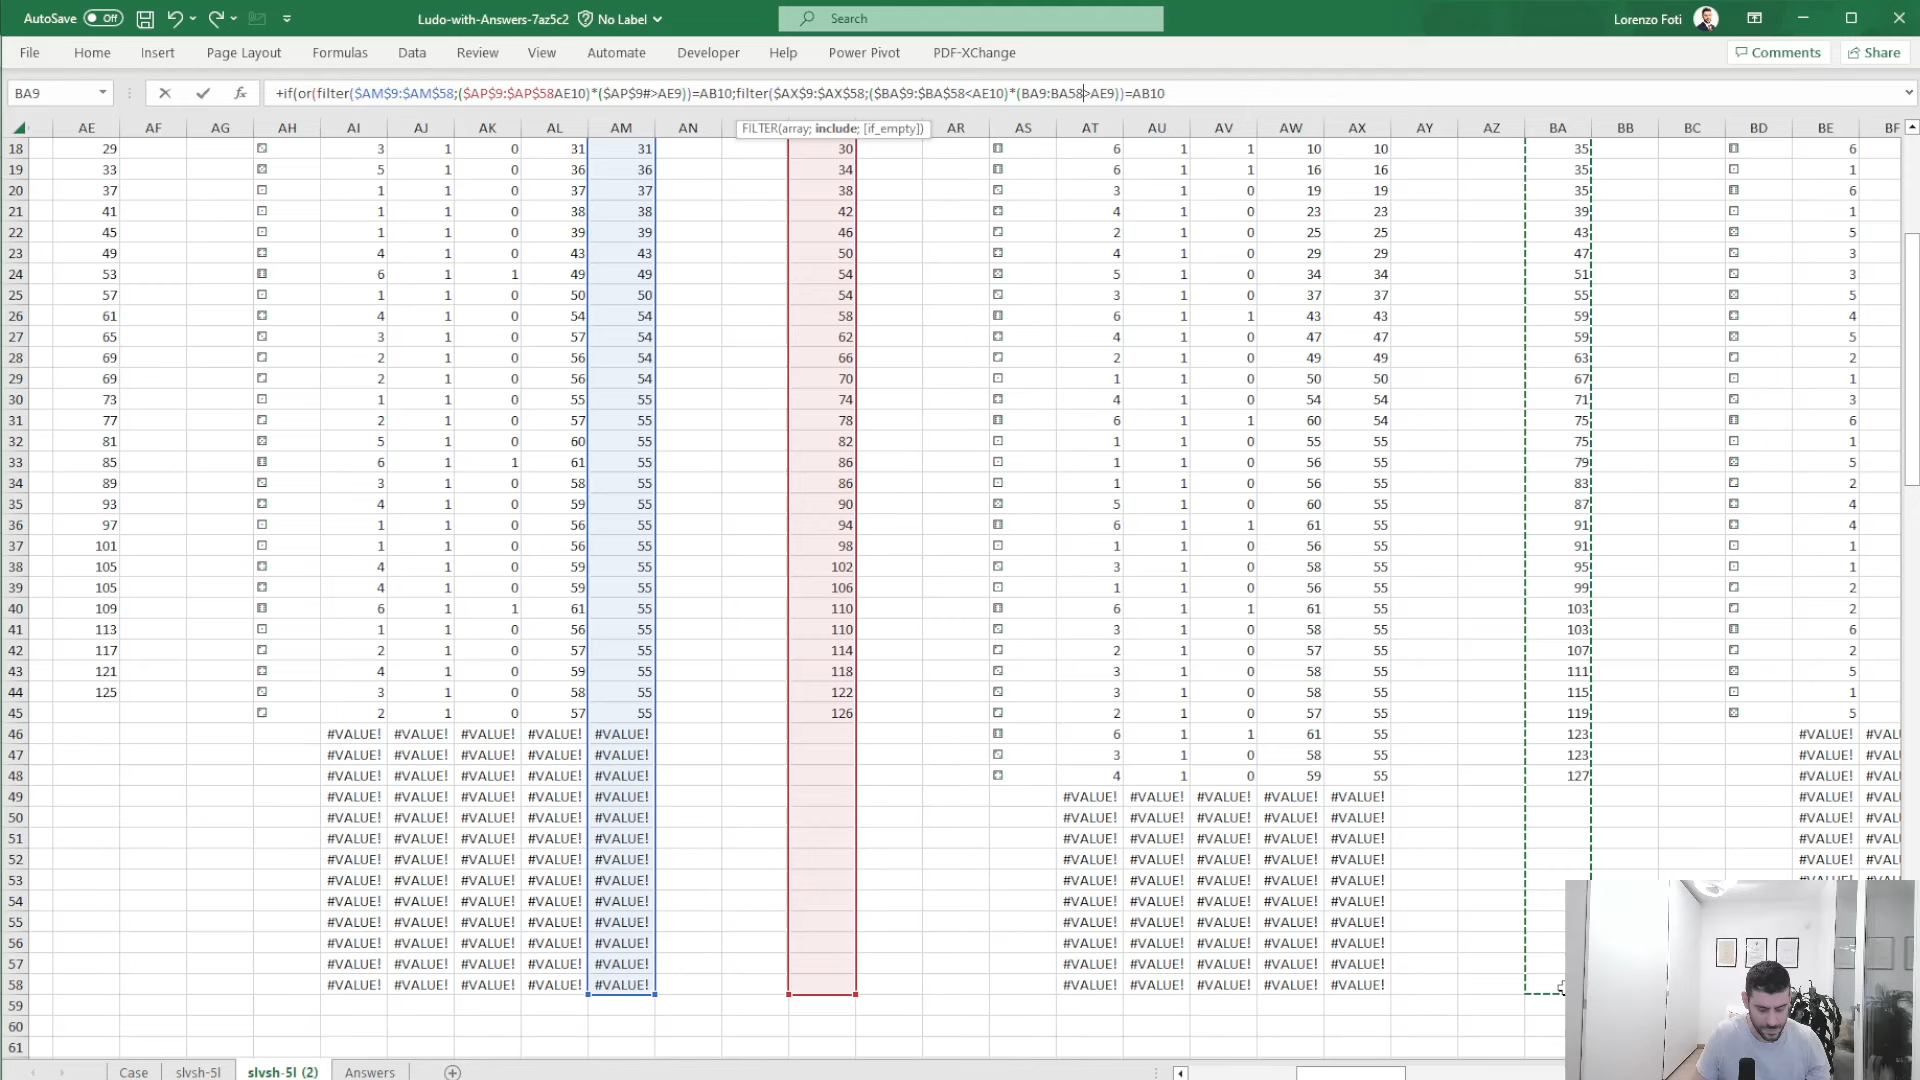 AutoSave Off Ludo-with-Answers-7az5c2 No Label Search Lorenzo Foti
File Home Insert Page Layout Formulas Data Review View Automate Developer Help Power Pivot PDF-XChange Comments Share
BA9 fx +if(or(filter($AM$9:$AM$58;($AP$9:$AP$58AE10)*($AP$9#>AE9))=AB10;filter($AX$9:$AX$58;($BA$9:$BA$58<AE10)*(BA9:BA58>AE9))=AB10
FILTER(array; include; [if_empty])
AE AF AG AH AI AJ AK AL AM AN AR AS AT AU AV AW AX AY AZ BA BB BC BD BE BF
18 29 ⚂ 3 1 0 31 31 30 ⚅ 6 1 1 10 10 35 ⚅ 6
19 33 ⚄ 5 1 0 36 36 34 ⚅ 6 1 1 16 16 35 ⚀ 1
20 37 ⚀ 1 1 0 37 37 38 ⚂ 3 1 0 19 19 35 ⚅ 6
21 41 ⚀ 1 1 0 38 38 42 ⚃ 4 1 0 23 23 39 ⚀ 1
22 45 ⚀ 1 1 0 39 39 46 ⚁ 2 1 0 25 25 43 ⚄ 5
23 49 ⚃ 4 1 0 43 43 50 ⚃ 4 1 0 29 29 47 ⚂ 3
24 53 ⚅ 6 1 1 49 49 54 ⚄ 5 1 0 34 34 51 ⚂ 3
25 57 ⚀ 1 1 0 50 50 54 ⚂ 3 1 0 37 37 55 ⚄ 5
26 61 ⚃ 4 1 0 54 54 58 ⚅ 6 1 1 43 43 59 ⚃ 4
27 65 ⚂ 3 1 0 57 54 62 ⚃ 4 1 0 47 47 59 ⚄ 5
28 69 ⚁ 2 1 0 56 54 66 ⚁ 2 1 0 49 49 63 ⚁ 2
29 69 ⚁ 2 1 0 56 54 70 ⚀ 1 1 0 50 50 67 ⚀ 1
30 73 ⚀ 1 1 0 55 55 74 ⚃ 4 1 0 54 54 71 ⚂ 3
31 77 ⚁ 2 1 0 57 55 78 ⚅ 6 1 1 60 54 75 ⚅ 6
32 81 ⚄ 5 1 0 60 55 82 ⚀ 1 1 0 55 55 75 ⚀ 1
33 85 ⚅ 6 1 1 61 55 86 ⚀ 1 1 0 56 55 79 ⚄ 5
34 89 ⚂ 3 1 0 58 55 86 ⚀ 1 1 0 56 55 83 ⚁ 2
35 93 ⚃ 4 1 0 59 55 90 ⚄ 5 1 0 60 55 87 ⚃ 4
36 97 ⚀ 1 1 0 56 55 94 ⚅ 6 1 1 61 55 91 ⚃ 4
37 101 ⚀ 1 1 0 56 55 98 ⚀ 1 1 0 56 55 91 ⚀ 1
38 105 ⚃ 4 1 0 59 55 102 ⚂ 3 1 0 58 55 95 ⚀ 1
39 105 ⚃ 4 1 0 59 55 106 ⚀ 1 1 0 56 55 99 ⚁ 2
40 109 ⚅ 6 1 1 61 55 110 ⚅ 6 1 1 61 55 103 ⚁ 2
41 113 ⚀ 1 1 0 56 55 110 ⚂ 3 1 0 58 55 103 ⚅ 6
42 117 ⚁ 2 1 0 57 55 114 ⚁ 2 1 0 57 55 107 ⚁ 2
43 121 ⚃ 4 1 0 59 55 118 ⚂ 3 1 0 58 55 111 ⚄ 5
44 125 ⚂ 3 1 0 58 55 122 ⚂ 3 1 0 58 55 115 ⚀ 1
45 ⚁ 2 1 0 57 55 126 ⚁ 2 1 0 57 55 119 ⚄ 5
46 #VALUE! #VALUE! #VALUE! #VALUE! #VALUE! ⚅ 6 1 1 61 55 123 #VALUE! #VAL
47 #VALUE! #VALUE! #VALUE! #VALUE! #VALUE! ⚂ 3 1 0 58 55 123 #VALUE! #VAL
48 #VALUE! #VALUE! #VALUE! #VALUE! #VALUE! ⚃ 4 1 0 59 55 127 #VALUE! #VAL
49 #VALUE! #VALUE! #VALUE! #VALUE! #VALUE! #VALUE! #VALUE! #VALUE! #VALUE! #VALUE! #VALUE! #VAL
50 #VALUE! #VALUE! #VALUE! #VALUE! #VALUE! #VALUE! #VALUE! #VALUE! #VALUE! #VALUE! #VALUE! #VAL
51 #VALUE! #VALUE! #VALUE! #VALUE! #VALUE! #VALUE! #VALUE! #VALUE! #VALUE! #VALUE! #VALUE! #VAL
52 #VALUE! #VALUE! #VALUE! #VALUE! #VALUE! #VALUE! #VALUE! #VALUE! #VALUE! #VALUE! #VALUE! #VAL
53 #VALUE! #VALUE! #VALUE! #VALUE! #VALUE! #VALUE! #VALUE! #VALUE! #VALUE! #VALUE!
54 #VALUE! #VALUE! #VALUE! #VALUE! #VALUE! #VALUE! #VALUE! #VALUE! #VALUE! #VALUE!
55 #VALUE! #VALUE! #VALUE! #VALUE! #VALUE! #VALUE! #VALUE! #VALUE! #VALUE! #VALUE!
56 #VALUE! #VALUE! #VALUE! #VALUE! #VALUE! #VALUE! #VALUE! #VALUE! #VALUE! #VALUE!
57 #VALUE! #VALUE! #VALUE! #VALUE! #VALUE! #VALUE! #VALUE! #VALUE! #VALUE! #VALUE!
58 #VALUE! #VALUE! #VALUE! #VALUE! #VALUE! #VALUE! #VALUE! #VALUE! #VALUE! #VALUE!
59
60
61
Case slvsh-5l slvsh-5l (2) Answers